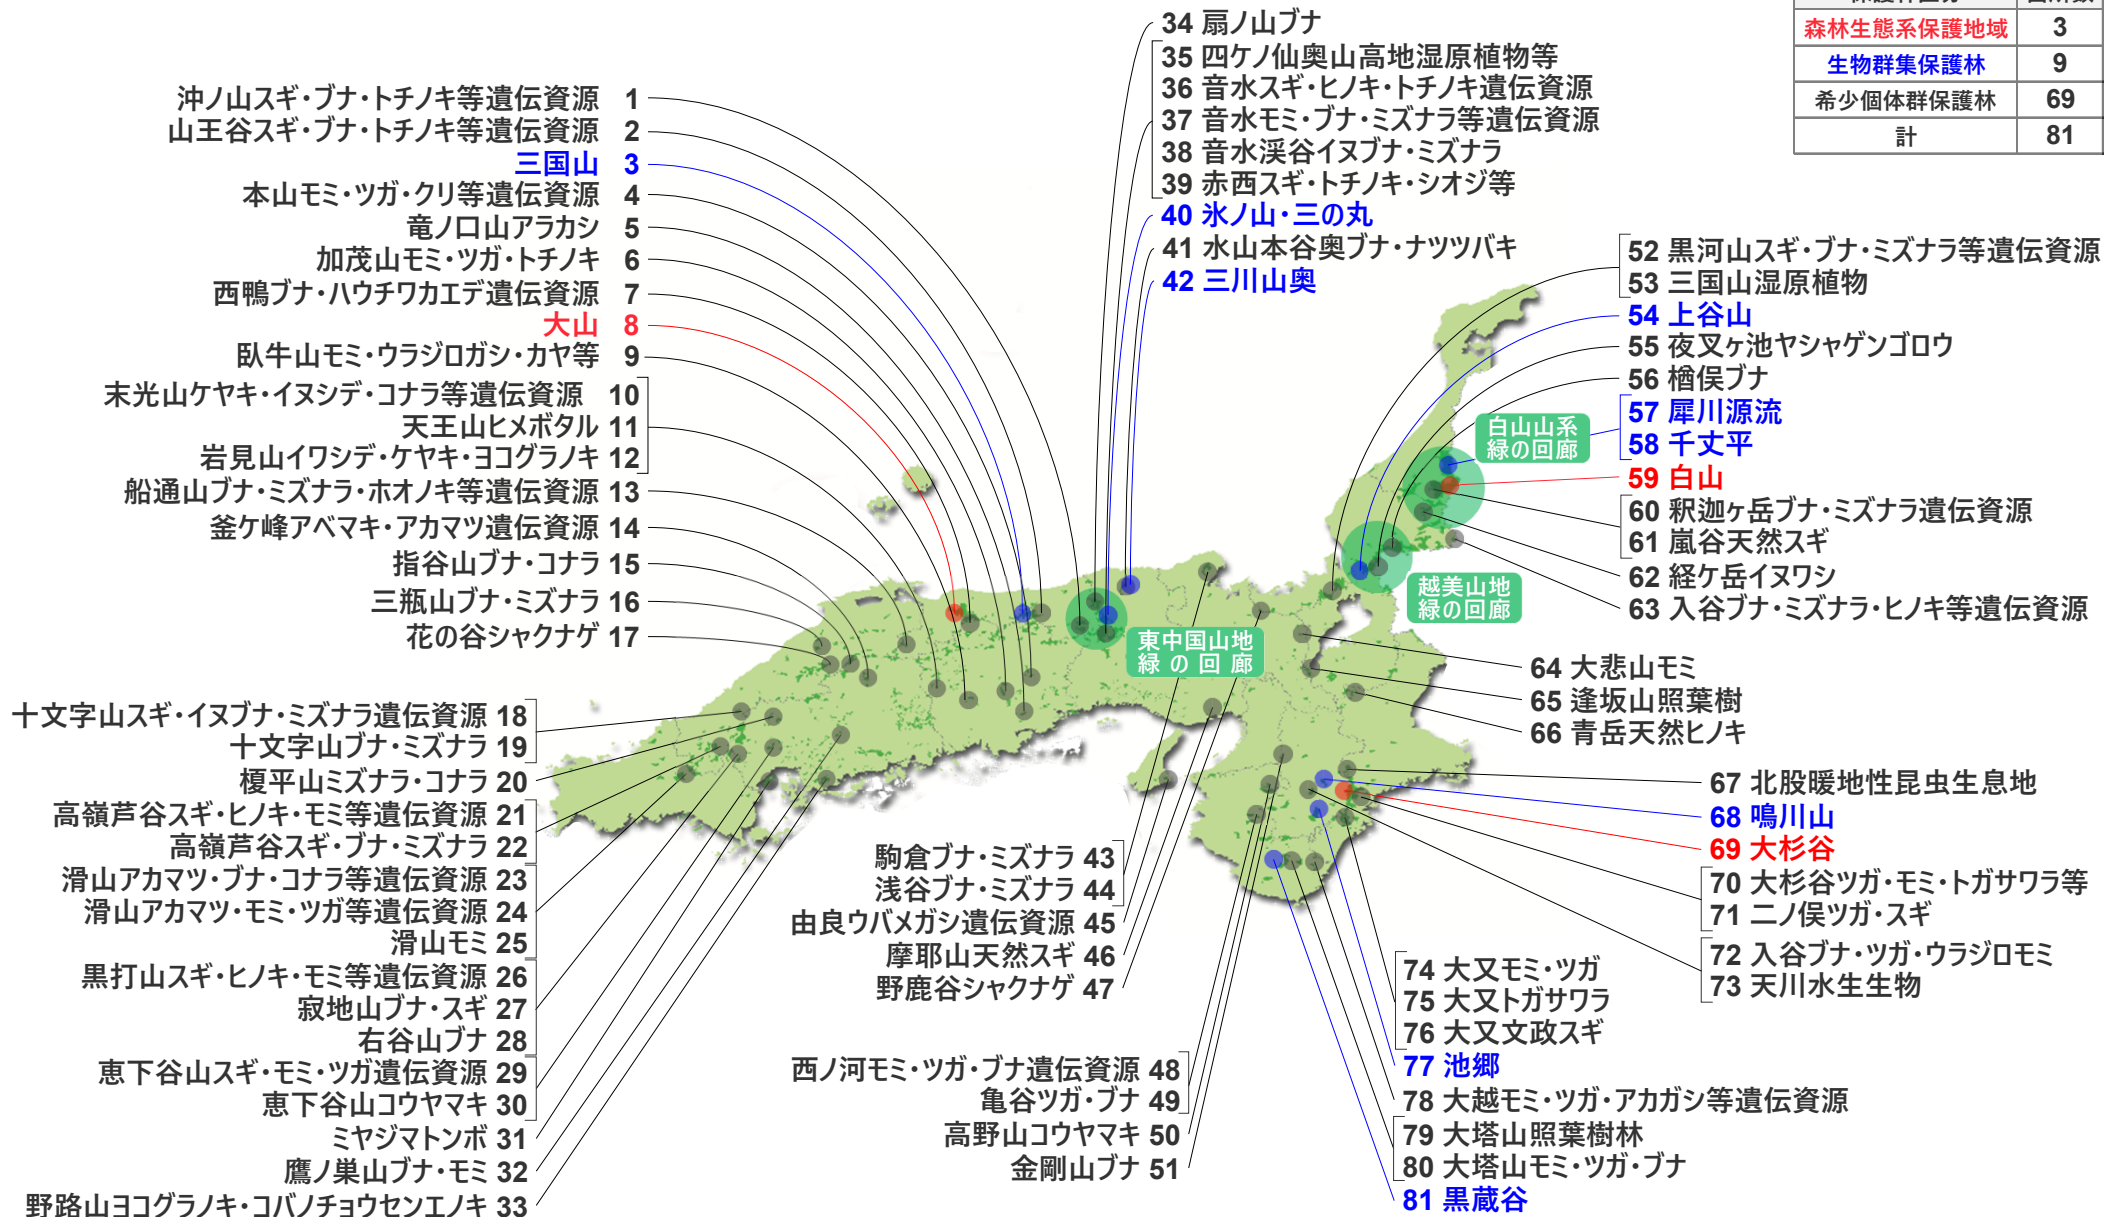 沖ノ山スギ・ブナ・トチノキ等遺伝資源 1
山王谷スギ・ブナ・トチノキ等遺伝資源 2
三国山 3
本山モミ・ツガ・クリ等遺伝資源 4
竜ノ口山アラカシ 5
加茂山モミ・ツガ・トチノキ 6
西鴨ブナ・ハウチワカエデ遺伝資源 7
大山 8
臥牛山モミ・ウラジロガシ・カヤ等 9
末光山ケヤキ・イヌシデ・コナラ等遺伝資源 10
天王山ヒメボタル 11
岩見山イワシデ・ケヤキ・ヨコグラノキ 12
船通山ブナ・ミズナラ・ホオノキ等遺伝資源 13
釜ケ峰アベマキ・アカマツ遺伝資源 14
指谷山ブナ・コナラ 15
三瓶山ブナ・ミズナラ 16
花の谷シャクナゲ 17
十文字山スギ・イヌブナ・ミズナラ遺伝資源 18
十文字山ブナ・ミズナラ 19
榎平山ミズナラ・コナラ 20
高嶺芦谷スギ・ヒノキ・モミ等遺伝資源 21
高嶺芦谷スギ・ブナ・ミズナラ 22
滑山アカマツ・ブナ・コナラ等遺伝資源 23
滑山アカマツ・モミ・ツガ等遺伝資源 24
滑山モミ 25
黒打山スギ・ヒノキ・モミ等遺伝資源 26
寂地山ブナ・スギ 27
右谷山ブナ 28
恵下谷山スギ・モミ・ツガ遺伝資源 29
恵下谷山コウヤマキ 30
ミヤジマトンボ 31
鷹ノ巣山ブナ・モミ 32
野路山ヨコグラノキ・コバノチョウセンエノキ 33
34 扇ノ山ブナ
35 四ケノ仙奥山高地湿原植物等
36 音水スギ・ヒノキ・トチノキ遺伝資源
37 音水モミ・ブナ・ミズナラ等遺伝資源
38 音水渓谷イヌブナ・ミズナラ
39 赤西スギ・トチノキ・シオジ等
40 氷ノ山・三の丸
41 水山本谷奥ブナ・ナツツバキ
42 三川山奥
駒倉ブナ・ミズナラ 43
浅谷ブナ・ミズナラ 44
由良ウバメガシ遺伝資源 45
摩耶山天然スギ 46
野鹿谷シャクナゲ 47
西ノ河モミ・ツガ・ブナ遺伝資源 48
亀谷ツガ・ブナ 49
高野山コウヤマキ 50
金剛山ブナ 51
52 黒河山スギ・ブナ・ミズナラ等遺伝資源
53 三国山湿原植物
54 上谷山
55 夜叉ヶ池ヤシャゲンゴロウ
56 楢俣ブナ
57 犀川源流
58 千丈平
59 白山
60 釈迦ヶ岳ブナ・ミズナラ遺伝資源
61 嵐谷天然スギ
62 経ケ岳イヌワシ
63 入谷ブナ・ミズナラ・ヒノキ等遺伝資源
64 大悲山モミ
65 逢坂山照葉樹
66 青岳天然ヒノキ
67 北股暖地性昆虫生息地
68 鳴川山
69 大杉谷
70 大杉谷ツガ・モミ・トガサワラ等
71 二ノ俣ツガ・スギ
72 入谷ブナ・ツガ・ウラジロモミ
73 天川水生生物
74 大又モミ・ツガ
75 大又トガサワラ
76 大又文政スギ
77 池郷
78 大越モミ・ツガ・アカガシ等遺伝資源
79 大塔山照葉樹林
80 大塔山モミ・ツガ・ブナ
81 黒蔵谷
白山山系
緑の回廊
越美山地
緑の回廊
東中国山地
緑の回廊
森林生態系保護地域 3
生物群集保護林 9
希少個体群保護林 69
計 81